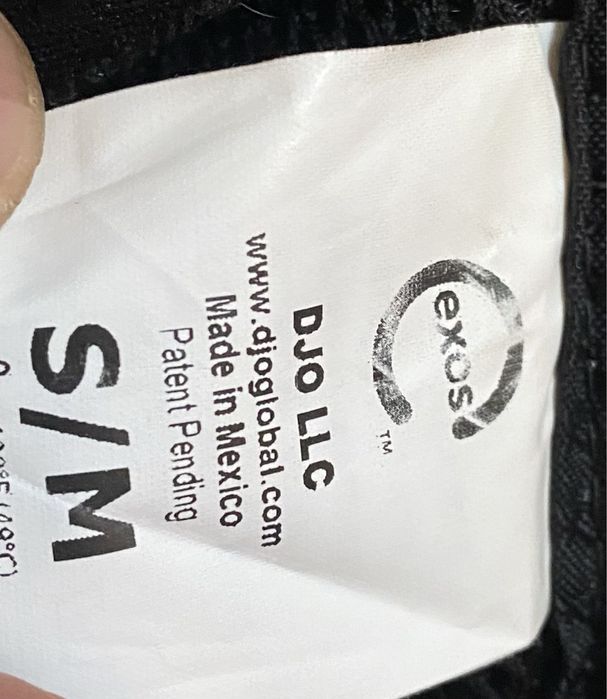 exos
TM
DJO LLC
www.djoglobal.com
Made in Mexico
Patent Pending
S/M